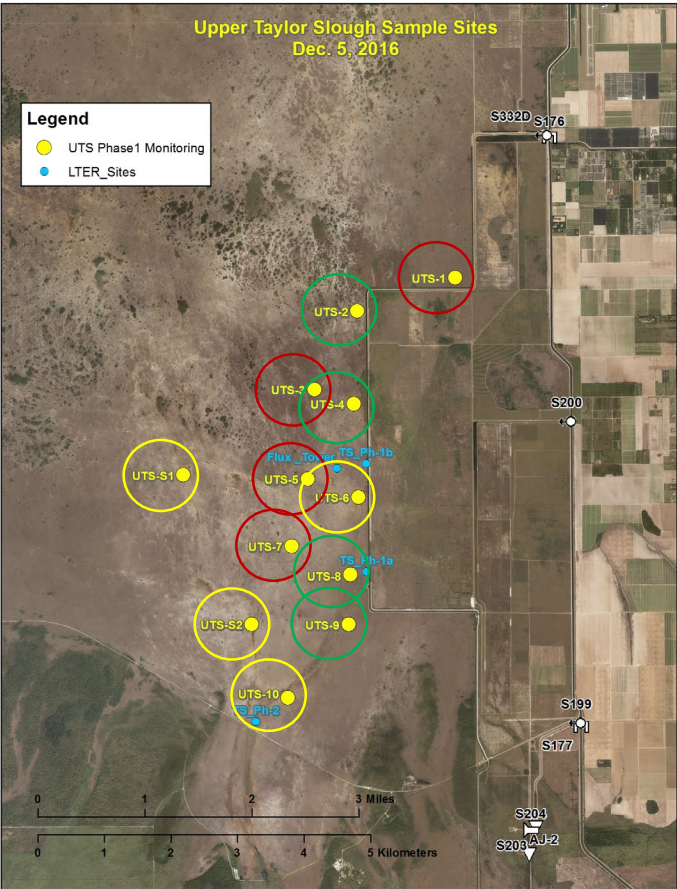 Upper Taylor Slough Sample Sites
Dec. 5, 2016
Legend
UTS Phase1 Monitoring
LTER_Sites
S332D
S176
UTS-1
UTS-2
UTS-3
UTS-4
S200
Flux_Tower
TS_Ph-1b
UTS-S1
UTS-5
UTS-6
UTS-7
TS_Ph-1a
UTS-8
UTS-S2
UTS-9
UTS-10
TS_Ph-2
S199
S177
0 1 2 3 Miles
S204
AJ-2
S203
0 1 2 3 4 5 Kilometers